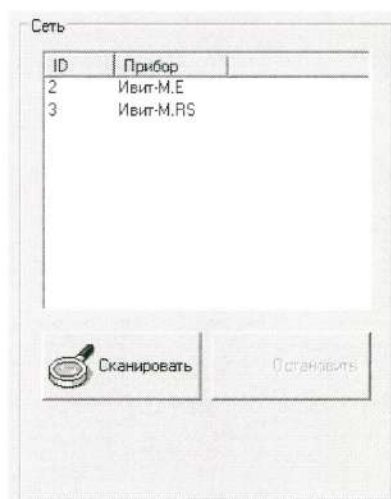 Сеть
ID Прибор
2 Ивит-М.Е
3 Ивит-М.RS
Сканировать Остановить